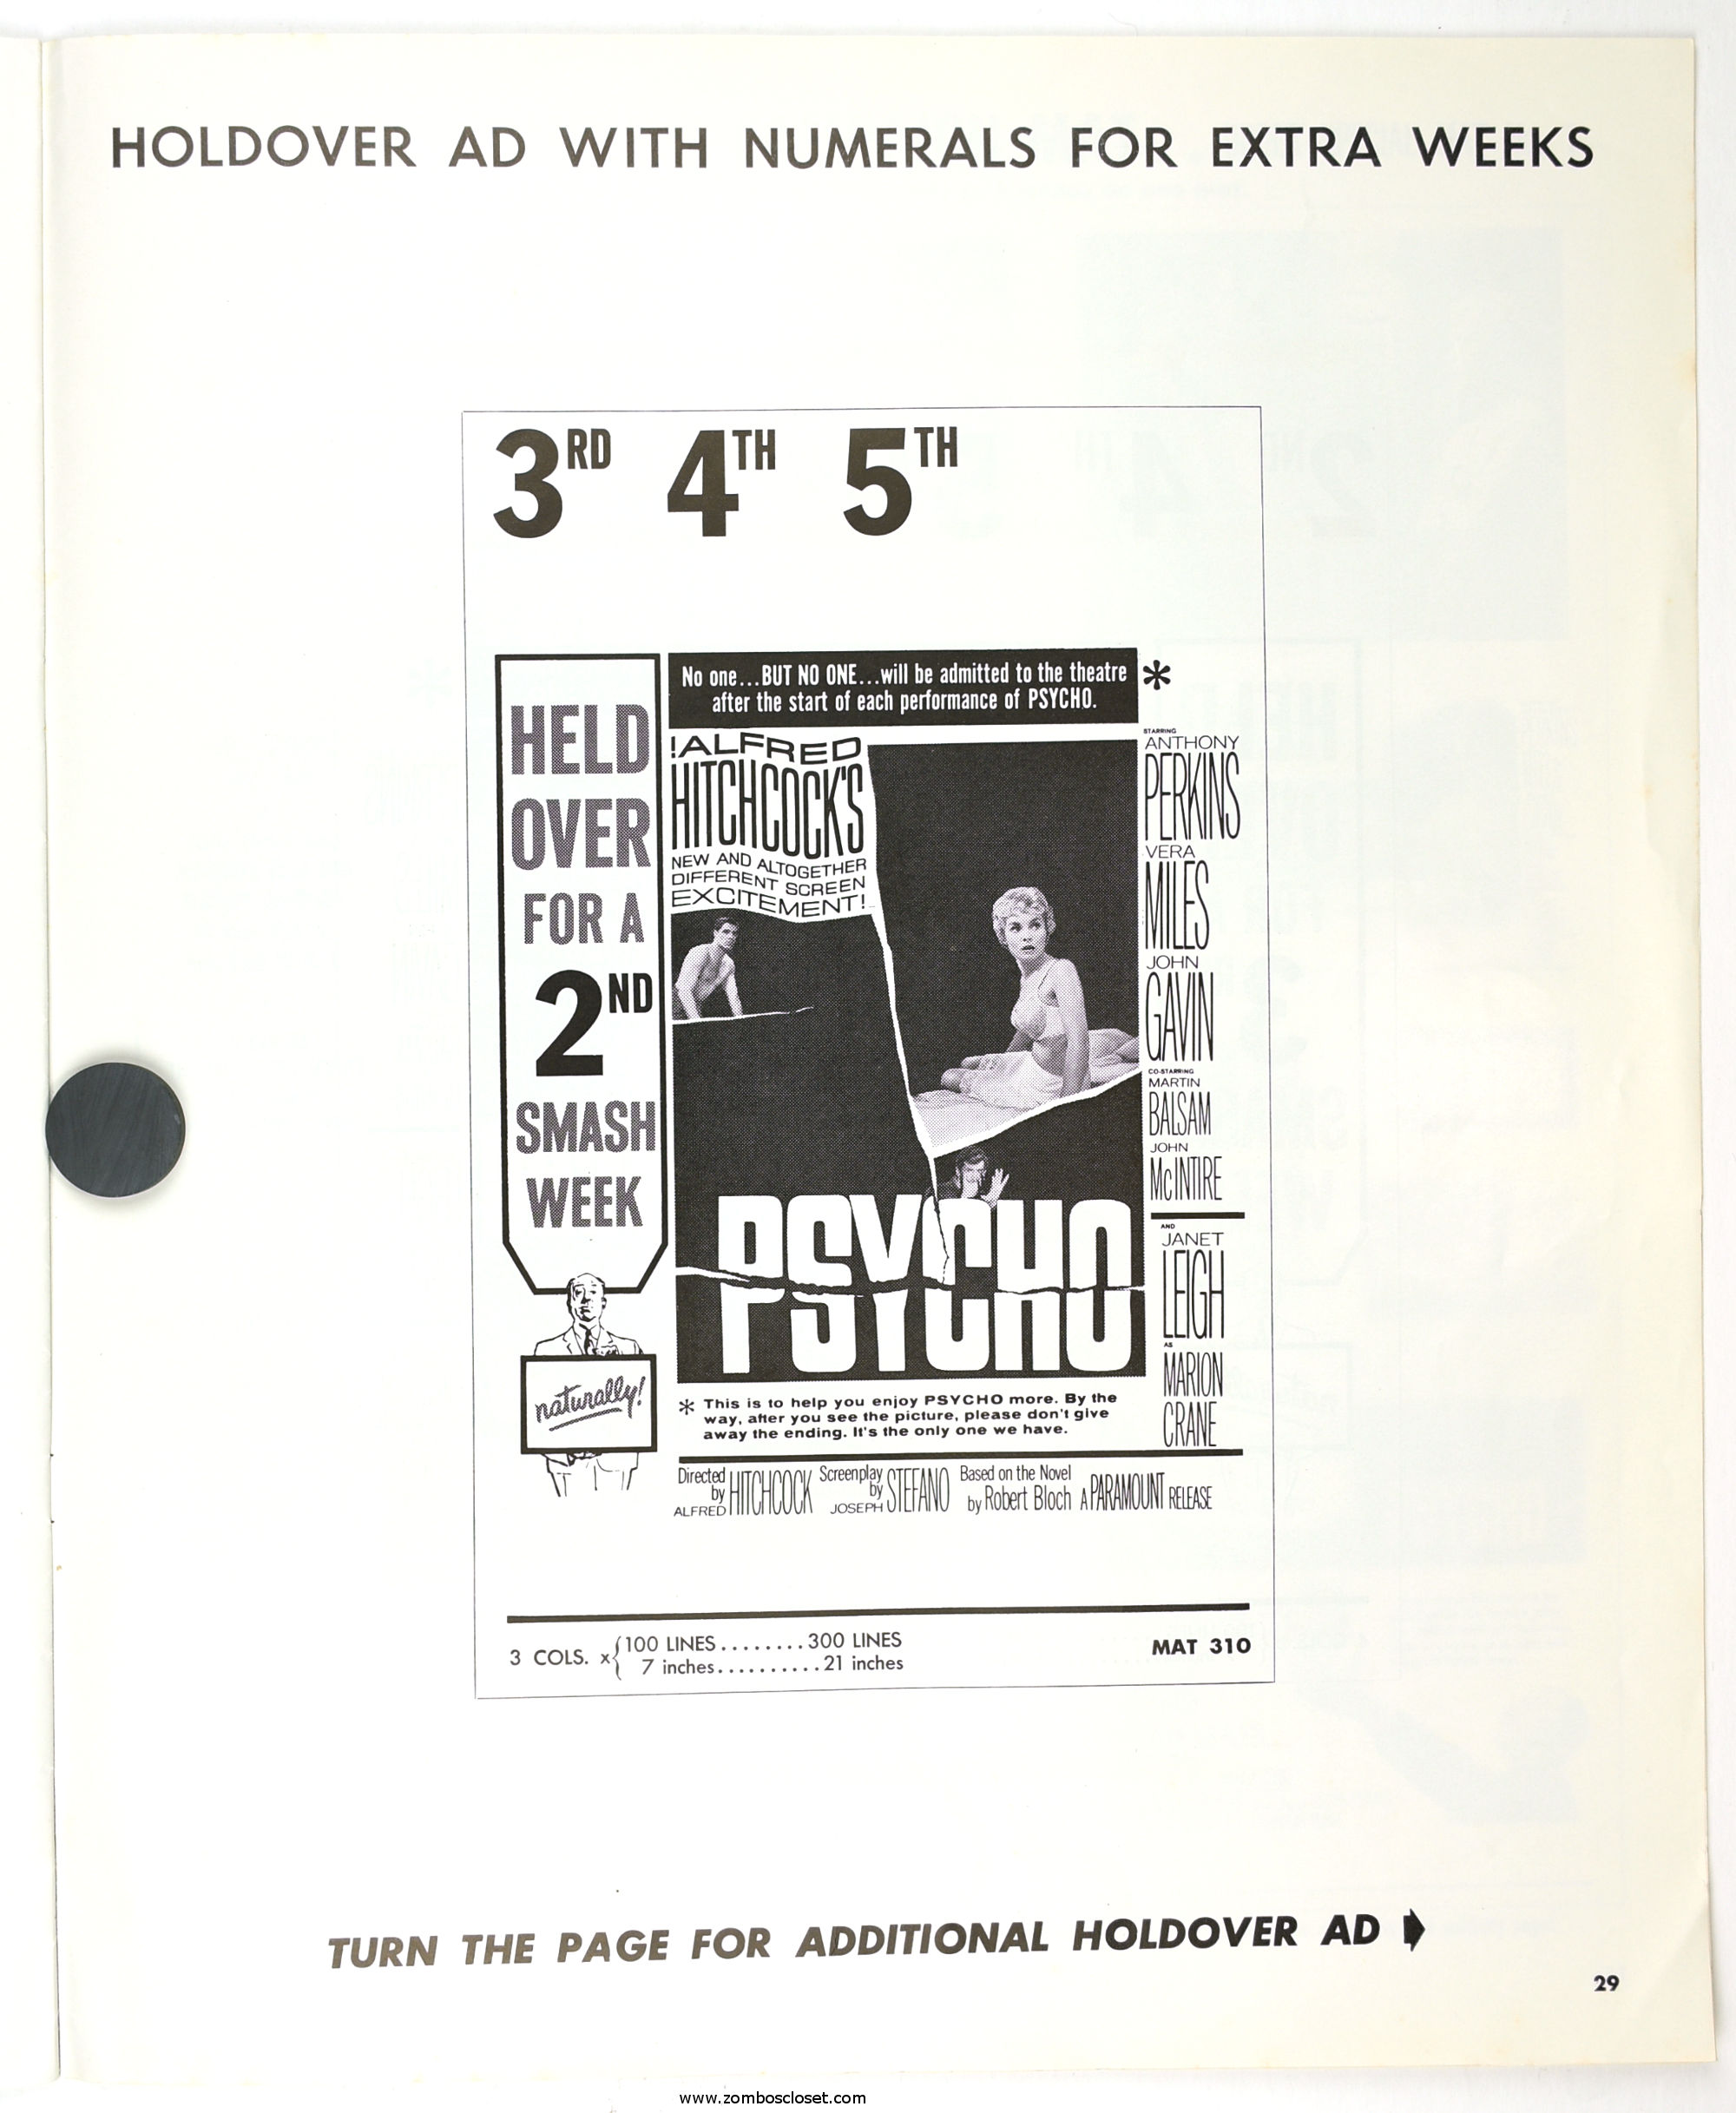 HOLDOVER AD WITH NUMERALS FOR EXTRA WEEKS
3RD 4TH 5TH
HELD
OVER
FOR A
2ND
SMASH
WEEK
naturally!
No one...BUT NO ONE...will be admitted to the theatre
after the start of each performance of PSYCHO.
*
!ALFRED
HITCHCOCK'S
NEW AND ALTOGETHER
DIFFERENT SCREEN
EXCITEMENT!
PSYCHO
STARRING
ANTHONY
PERKINS
VERA
MILES
JOHN
GAVIN
CO-STARRING
MARTIN
BALSAM
JOHN
McINTIRE
AND
JANET
LEIGH
AS
MARION
CRANE
* This is to help you enjoy PSYCHO more. By the
way, after you see the picture, please don't give
away the ending. It's the only one we have.
Directed by ALFRED HITCHCOCK Screenplay by JOSEPH STEFANO Based on the Novel by Robert Bloch A PARAMOUNT RELEASE
3 COLS. x{100 LINES........300 LINES
7 inches..........21 inches
MAT 310
TURN THE PAGE FOR ADDITIONAL HOLDOVER AD
29
www.zomboscloset.com